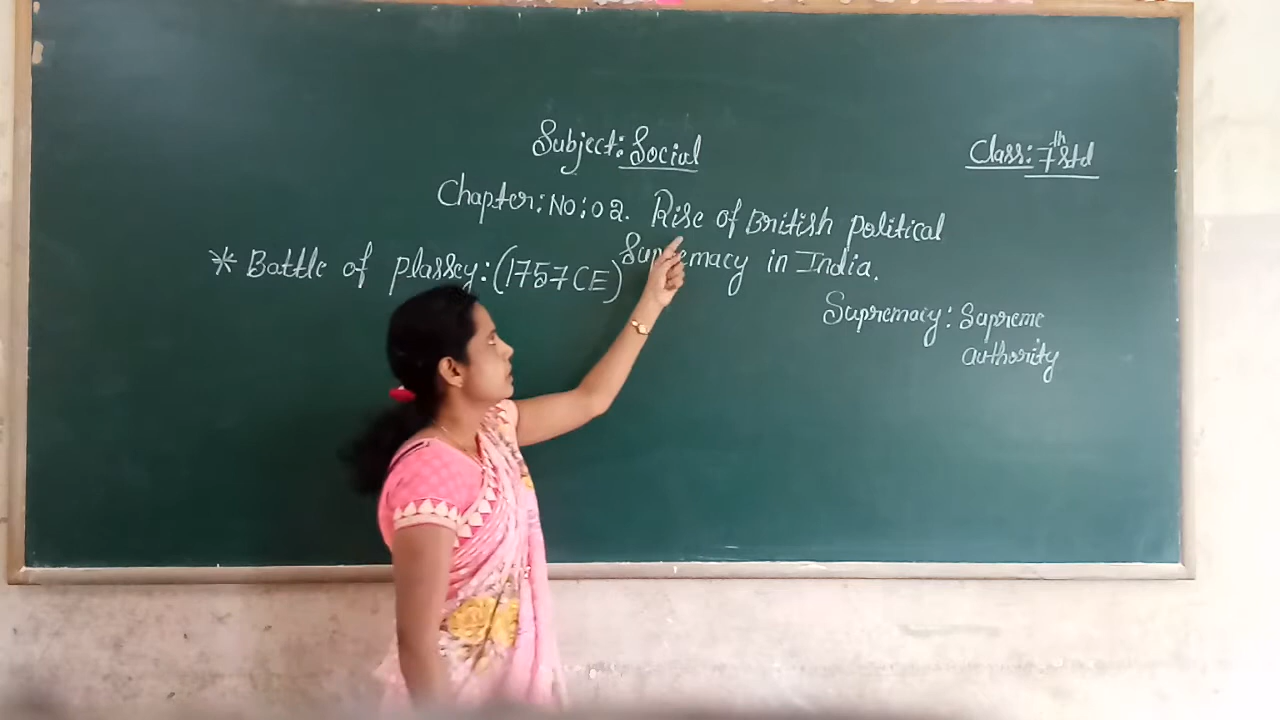 Subject: Social
Class: 7th Std
Chapter: No: 02. Rise of British Political
Supremacy in India.
* Battle of plassey: (1757 CE)
Supremacy: Supreme
authority